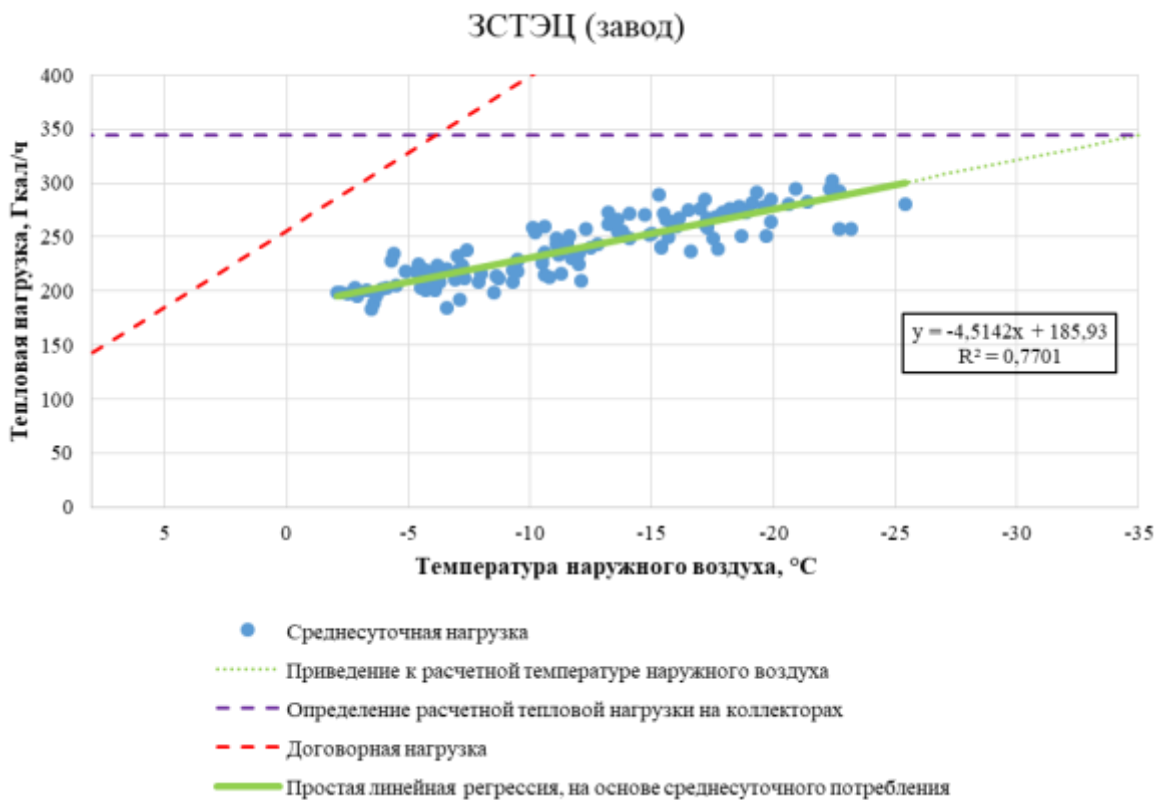 ЗСТЭЦ (завод)
400
350
300
250
200
150
100
50
0
Тепловая нагрузка, Гкал/ч
y = -4,5142x + 185,93
R² = 0,7701
5 0 -5 -10 -15 -20 -25 -30 -35
Температура наружного воздуха, °С
Среднесуточная нагрузка
Приведение к расчетной температуре наружного воздуха
Определение расчетной тепловой нагрузки на коллекторах
Договорная нагрузка
Простая линейная регрессия, на основе среднесуточного потребления